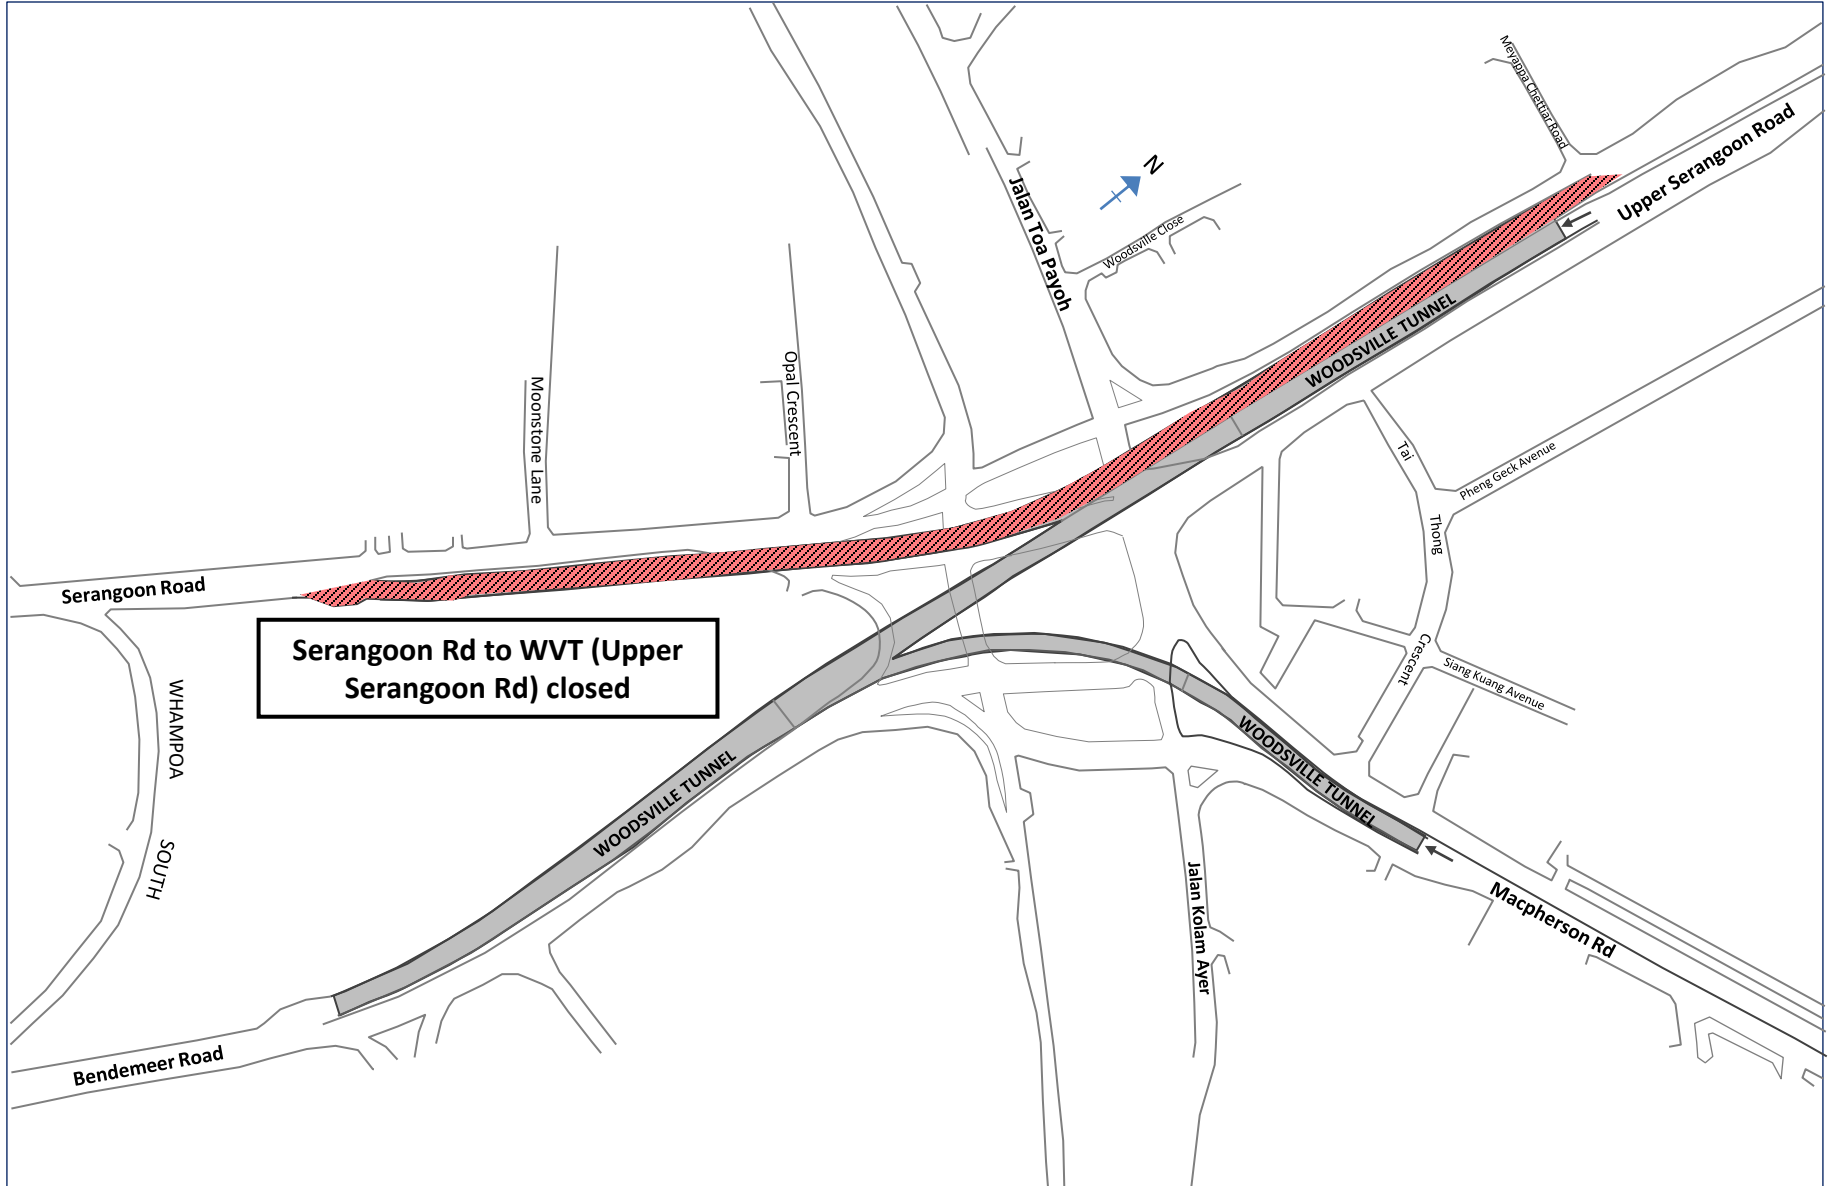 Meyappa Chettiar Road
Upper Serangoon Road
N
Jalan Toa Payoh
Woodsville Close
WOODSVILLE TUNNEL
Opal Crescent
Moonstone Lane
Tai
Thong
Crescent
Pheng Geck Avenue
Siang Kuang Avenue
Serangoon Road
Serangoon Rd to WVT (Upper
Serangoon Rd) closed
WHAMPOA
SOUTH
WOODSVILLE TUNNEL
WOODSVILLE TUNNEL
Jalan Kolam Ayer
Macpherson Rd
Bendemeer Road